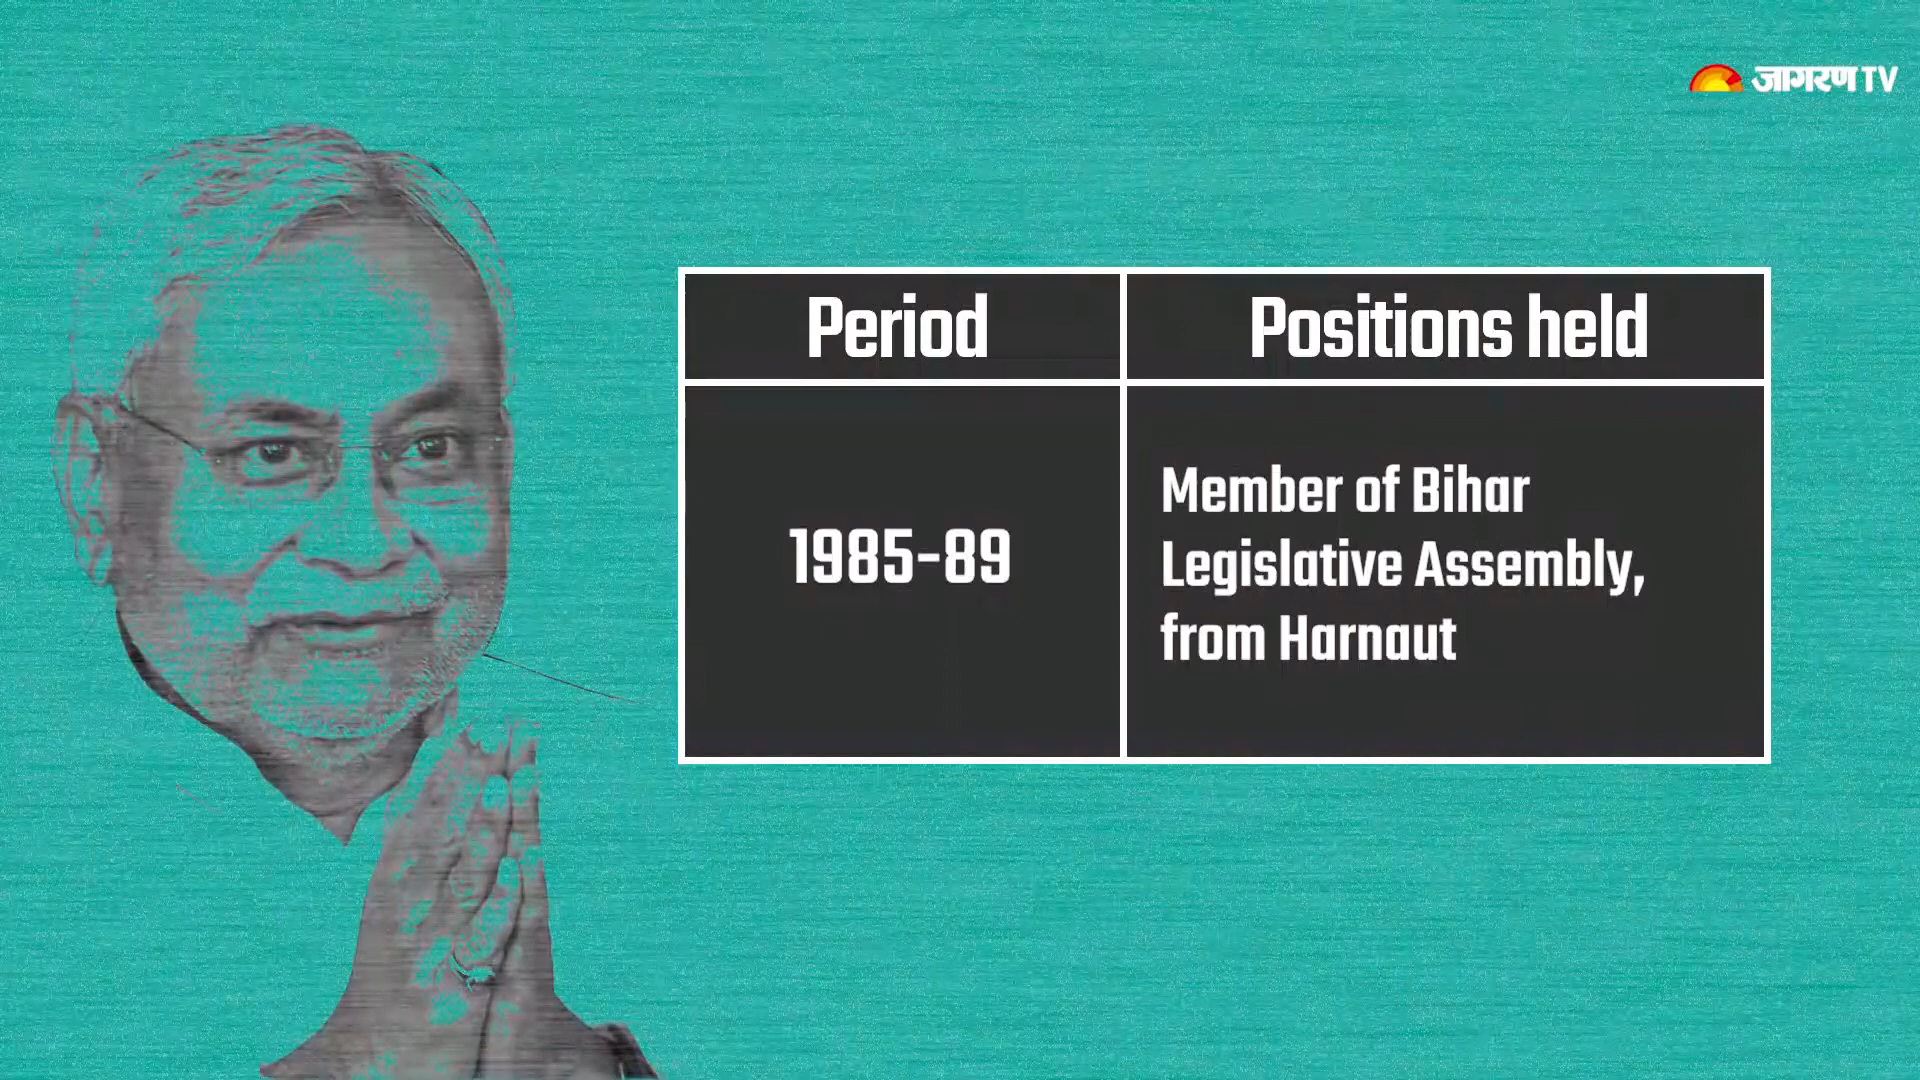 जागरण TV
Period
Positions held
1985-89
Member of Bihar
Legislative Assembly,
from Harnaut